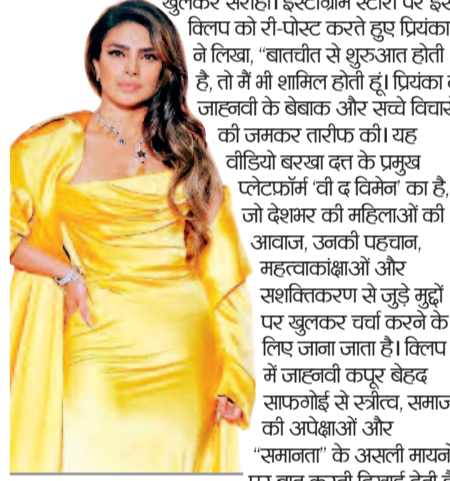 खुलकर सराहा। इंस्टाग्राम स्टोरी पर इस
क्लिप को री-पोस्ट करते हुए प्रियंका
ने लिखा, “बातचीत से शुरुआत होती
है, तो मैं भी शामिल होती हूं। प्रियंका
जाह्नवी के बेबाक और सच्चे विचारों
की जमकर तारीफ की। यह
वीडियो बरखा दत्त के प्रमुख
प्लेटफ़ॉर्म ‘वी द विमेन’ का है,
जो देशभर की महिलाओं की
आवाज, उनकी पहचान,
महत्वाकांक्षाओं और
सशक्तिकरण से जुड़े मुद्दों
पर खुलकर चर्चा करने के
लिए जाना जाता है। क्लिप
में जाह्नवी कपूर बेहद
साफगोई से स्त्रीत्व, समाज
की अपेक्षाओं और
“समानता” के असली मायनों